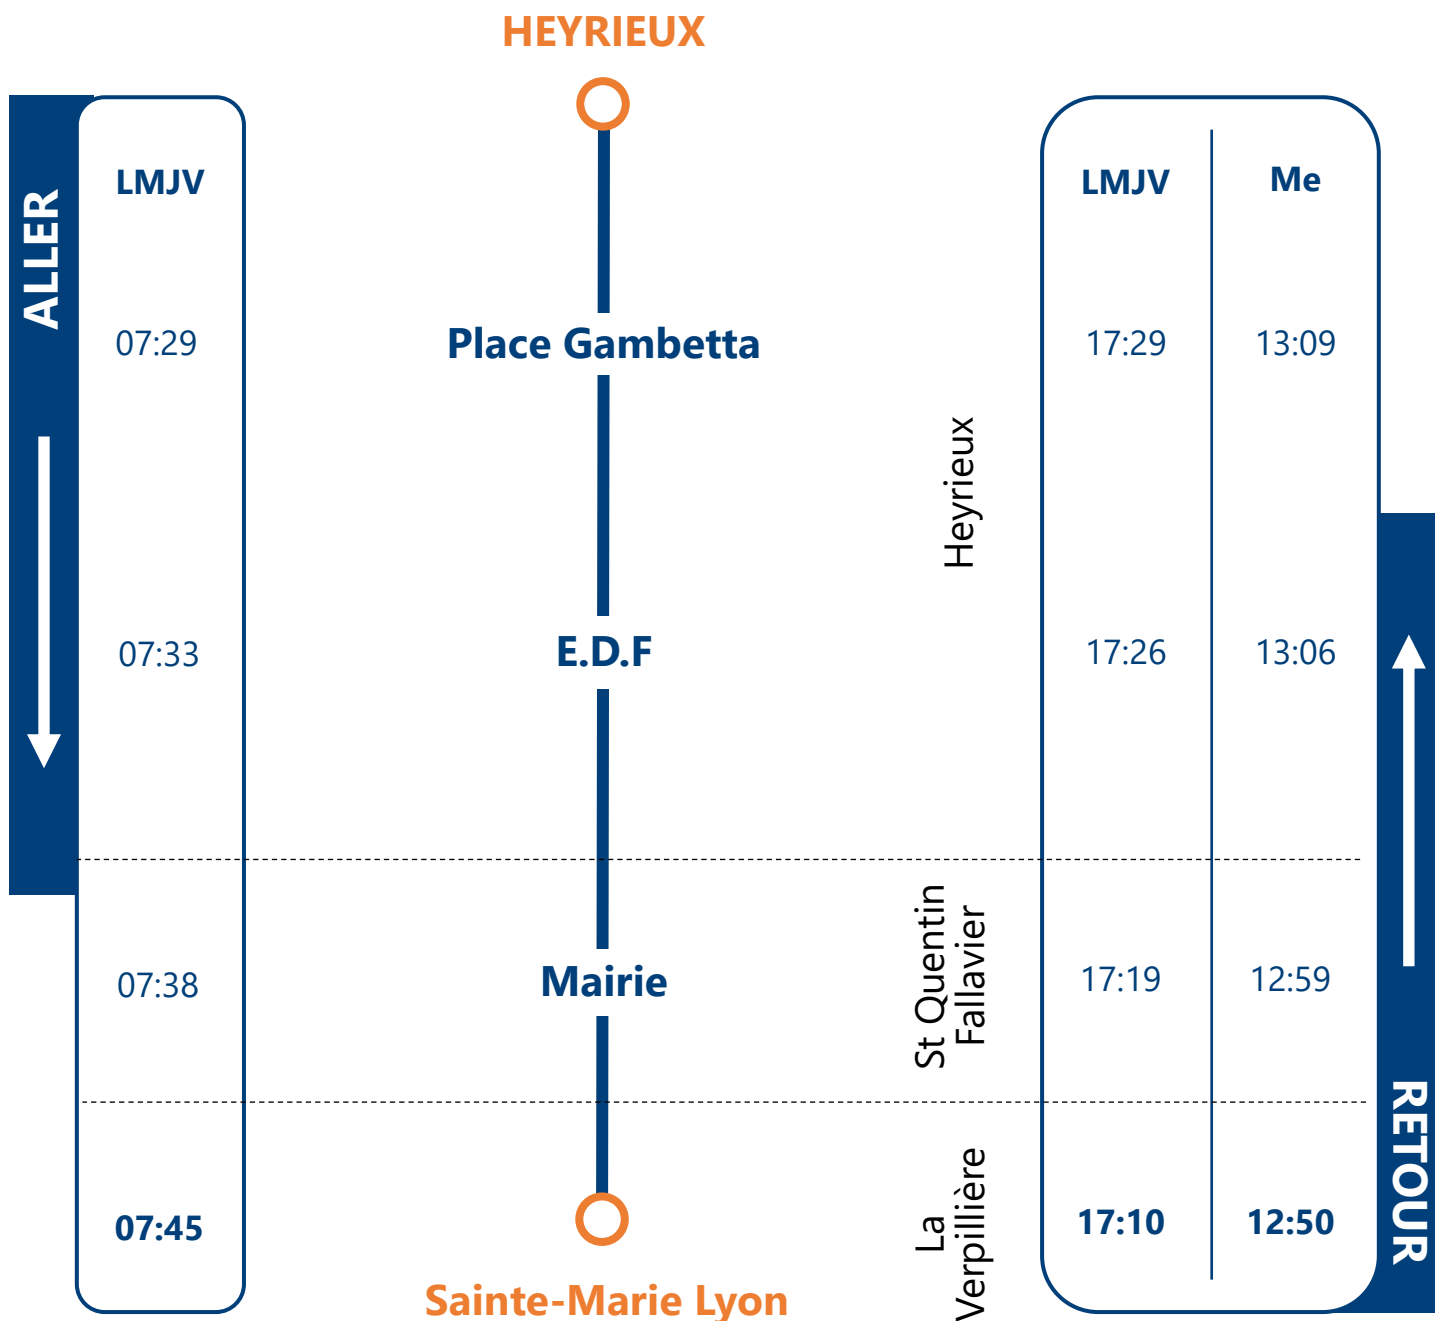 HEYRIEUX
ALLER
LMJV
LMJV
Me
07:29
Place Gambetta
17:29
13:09
Heyrieux
07:33
E.D.F
17:26
13:06
07:38
Mairie
St Quentin
Fallavier
17:19
12:59
RETOUR
07:45
La
Verpillière
17:10
12:50
Sainte-Marie Lyon